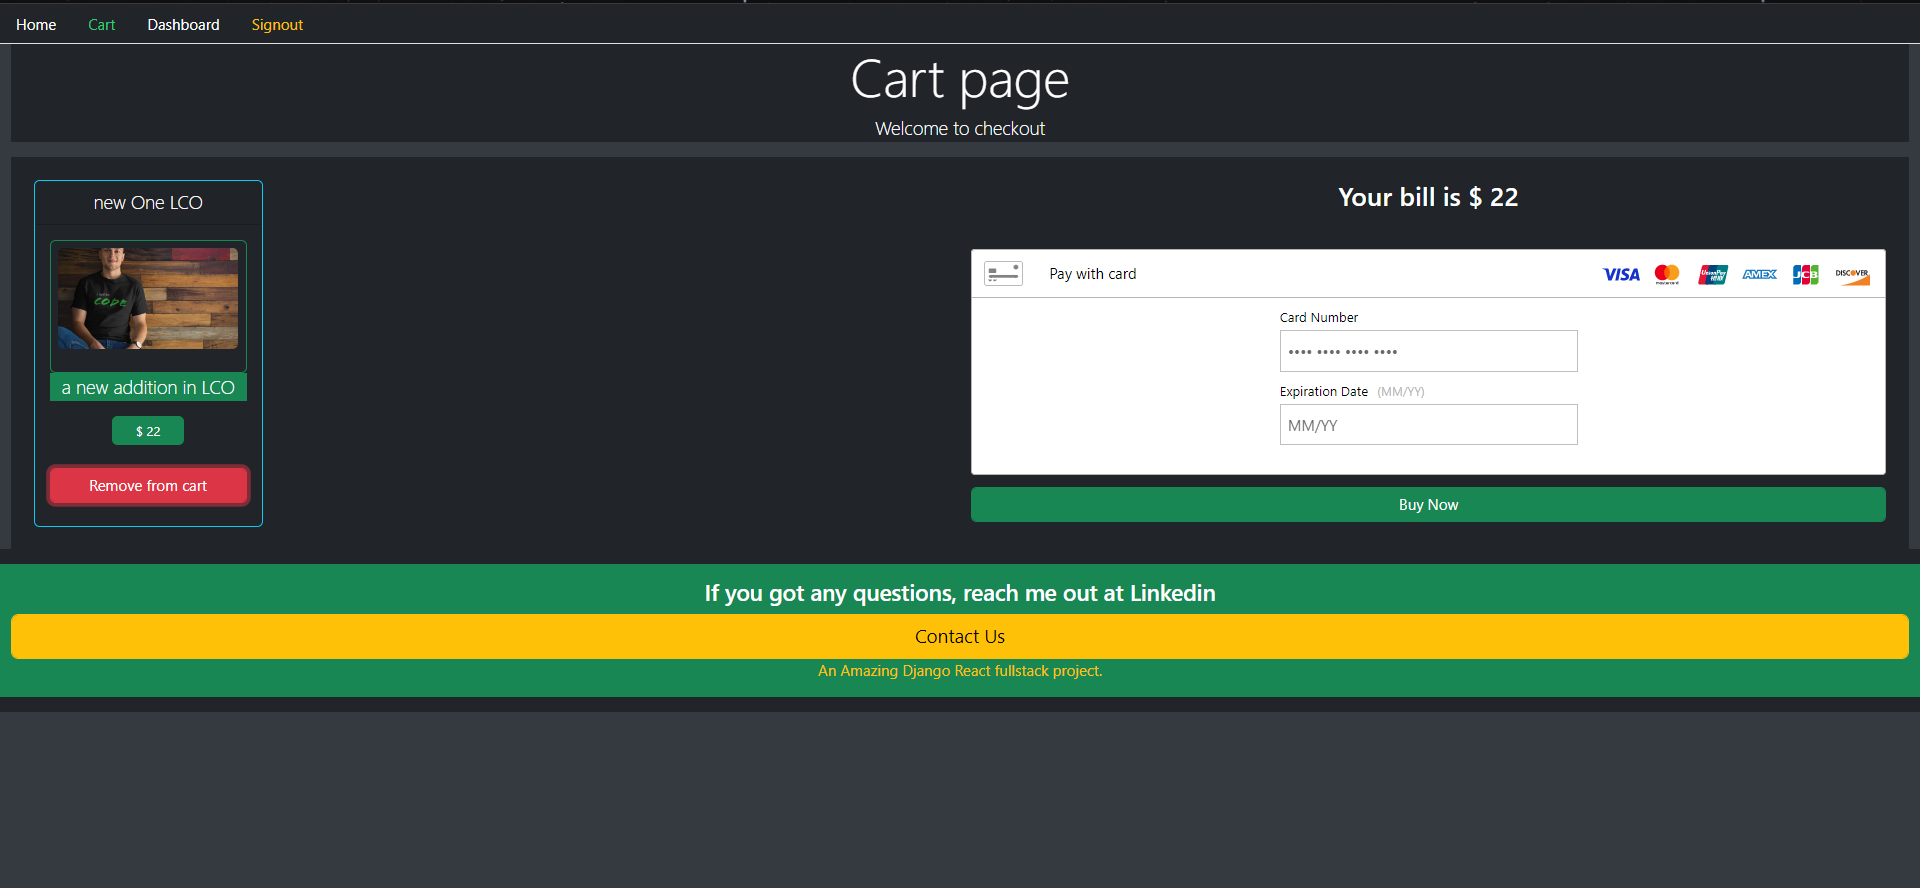 Home Cart Dashboard Signout
Cart page
Welcome to checkout
new One LCO
CODE
a new addition in LCO
$ 22
Remove from cart
Your bill is $ 22
Pay with card
VISA mastercard UnionPay AMEX JCB DISCOVER
Card Number
•••• •••• •••• ••••
Expiration Date (MM/YY)
MM/YY
Buy Now
If you got any questions, reach me out at Linkedin
Contact Us
An Amazing Django React fullstack project.